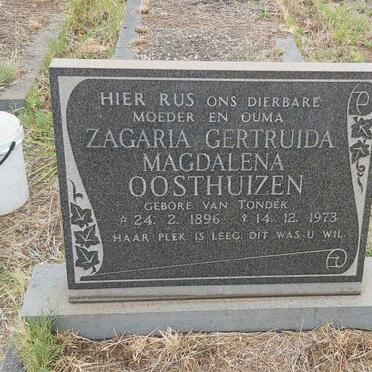 HIER RUS ONS DIERBARE
MOEDER EN OUMA
ZAGARIA GERTRUIDA
MAGDALENA
OOSTHUIZEN
GEBORE VAN TONDER
* 24. 2. 1896 † 14. 12. 1973
HAAR PLEK IS LEEG, DIT WAS U WIL.